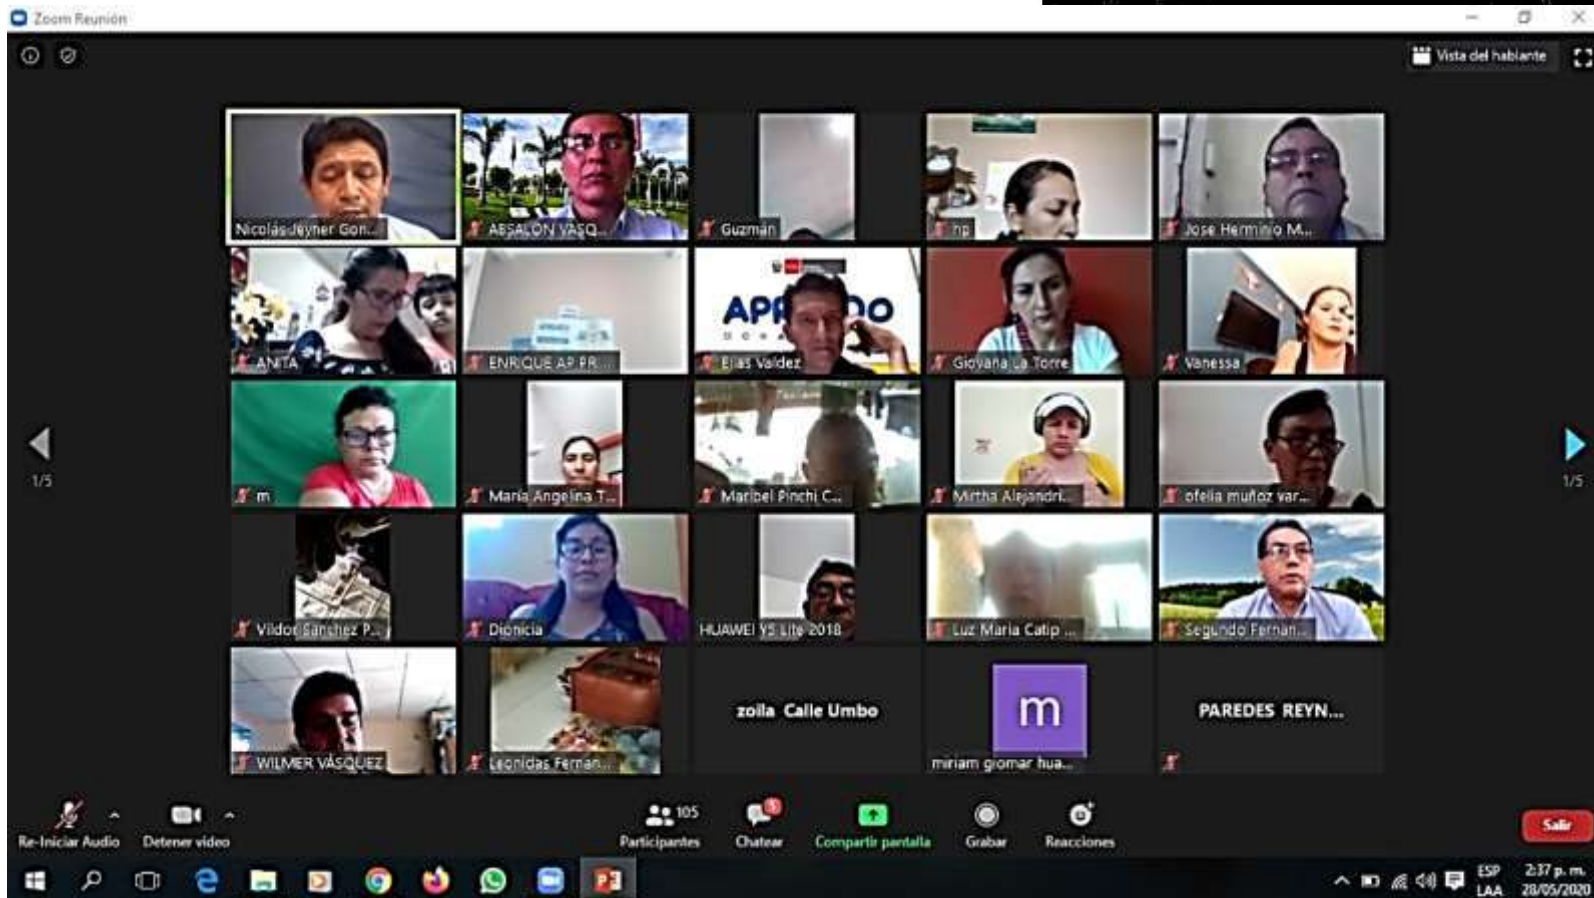 Zoom Reunión
Vista del hablante
Nicolás Jeyner Gon...
ABSALON VASQ...
Guzmán
np
Jose Herminio M...
ANITA
ENRIQUE AP PR...
Elias Valdez
Giovana La Torre
Vanessa
m
María Angelina T...
Maribel Pinchi C...
Mirtha Alejandri...
ofelia muñoz var...
1/5
1/5
Vildor Sanchez P...
Dionicia
HUAWEI Y5 Lite 2018
Luz Maria Catip ...
Segundo Fernan...
WILMER VÁSQUEZ
Leonidas Fernan...
zoila Calle Umbo
m
miriam giomar hua...
PAREDES REYN...
Re-Iniciar Audio
Detener video
105
Participantes
5
Chatear
Compartir pantalla
Grabar
Reacciones
Salir
ESP
LAA
2:37 p. m.
28/05/2020